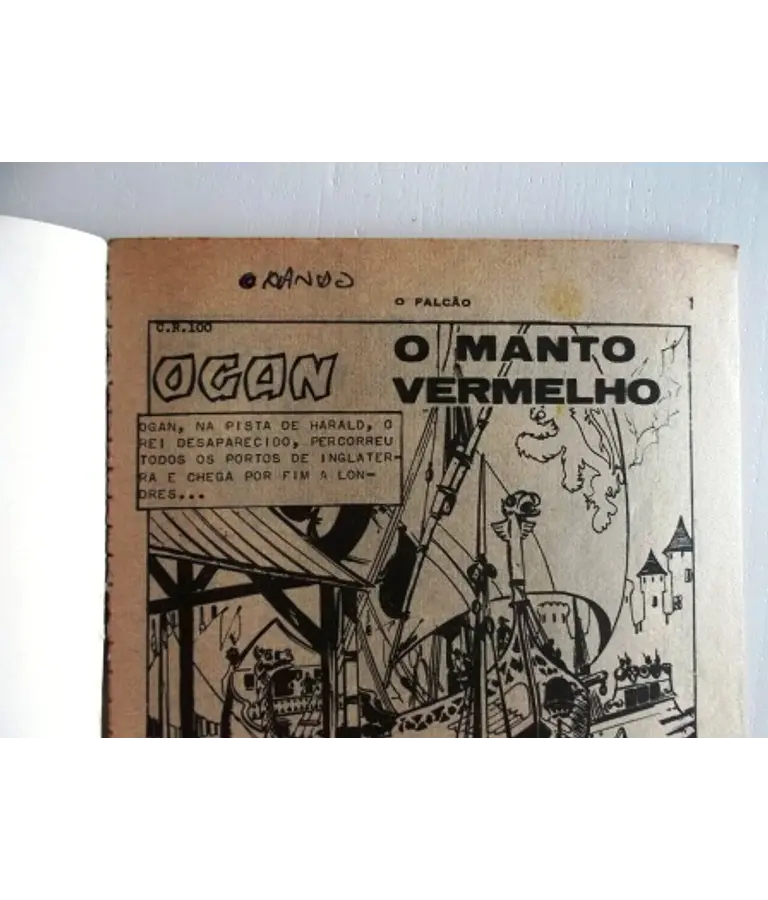 O FALCÃO
1
C.R.100
OGAN
O MANTO
VERMELHO
OGAN, NA PISTA DE HARALD, O
REI DESAPARECIDO, PERCORREU
TODOS OS PORTOS DE INGLATER-
RA E CHEGA POR FIM A LON-
DRES...